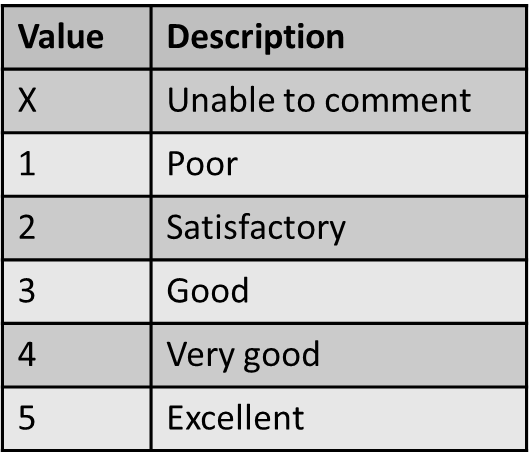 Value Description
X Unable to comment
1 Poor
2 Satisfactory
3 Good
4 Very good
5 Excellent